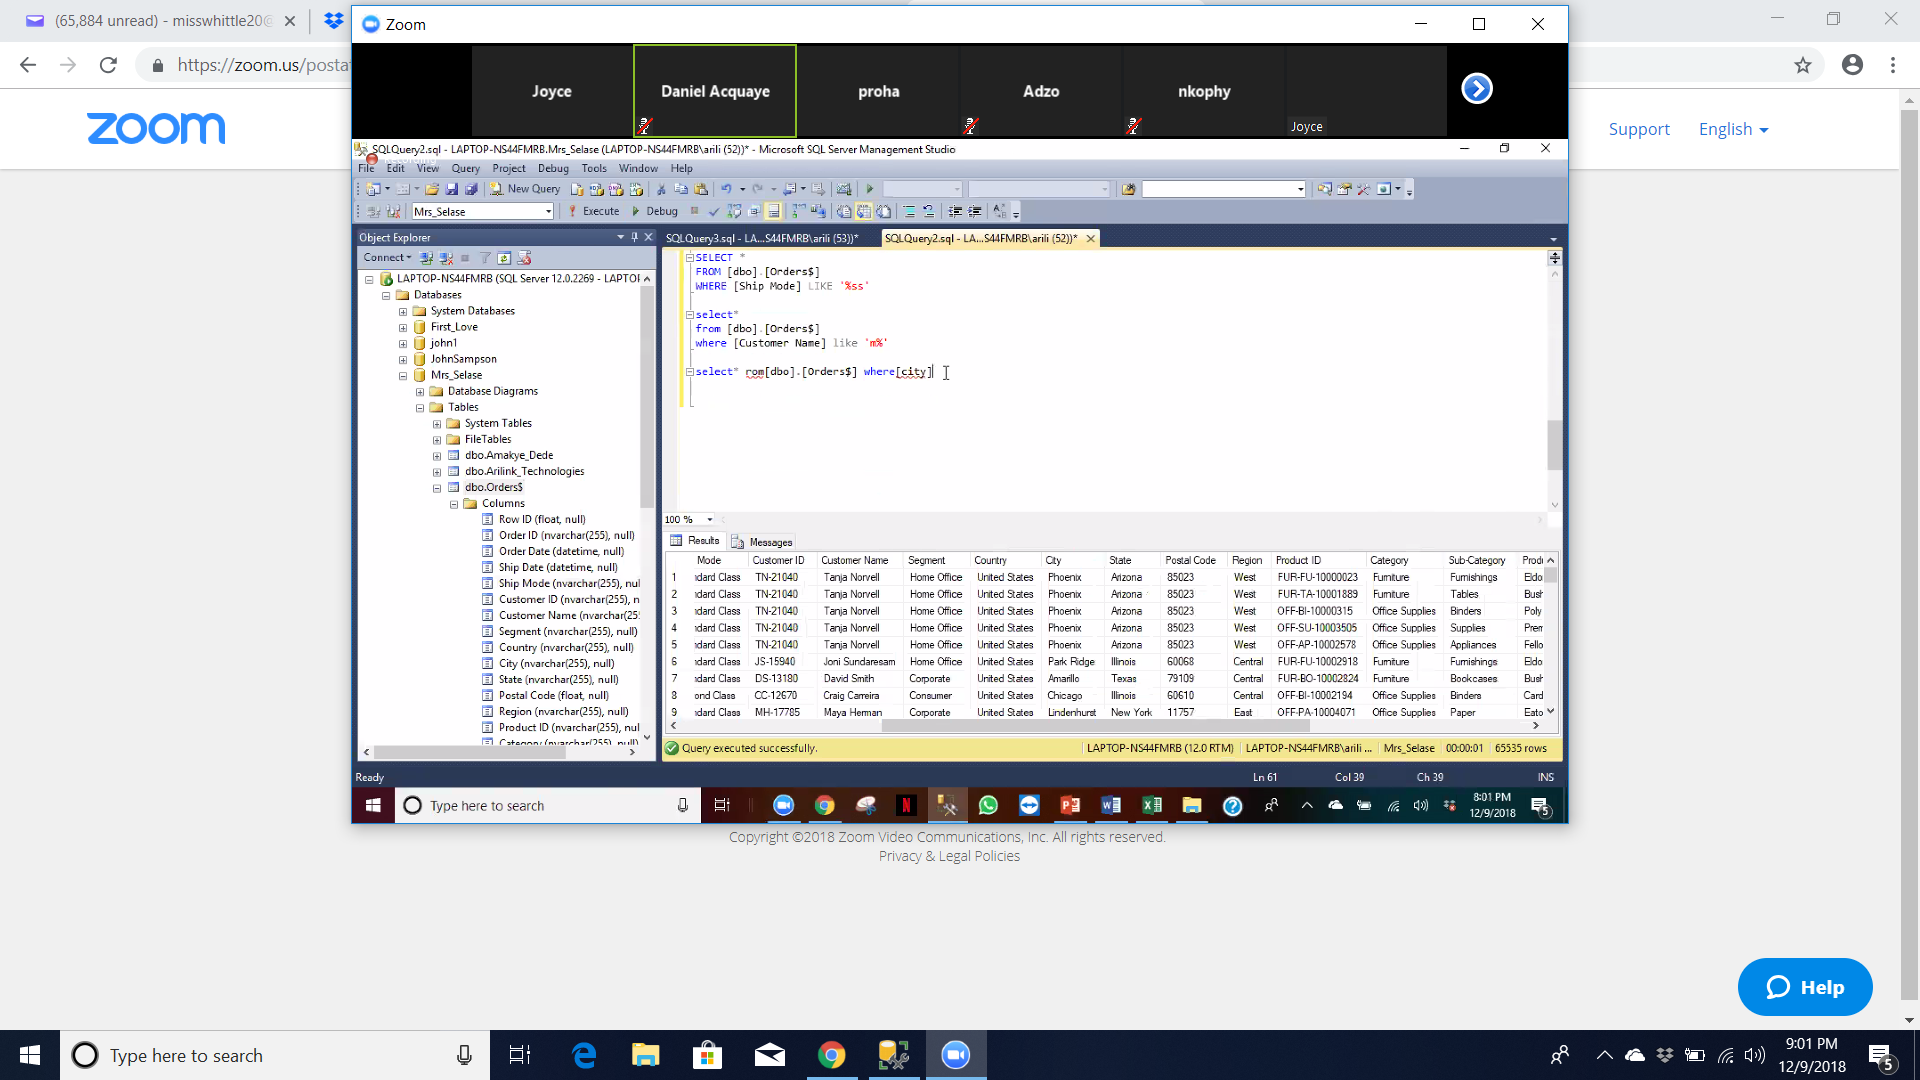 (65,884 unread) - misswhittle20@
https://zoom.us/posta
zoom
Support
English
Zoom
Joyce
Daniel Acquaye
proha
Adzo
nkophy
Joyce
SQLQuery2.sql - LAPTOP-NS44FMRB.Mrs_Selase (LAPTOP-NS44FMRB\arili (52))* - Microsoft SQL Server Management Studio
Recording
File Edit View Query Project Debug Tools Window Help
New Query
Mrs_Selase
Execute
Debug
Object Explorer
Connect
LAPTOP-NS44FMRB (SQL Server 12.0.2269 - LAPTOF
Databases
System Databases
First_Love
john1
JohnSampson
Mrs_Selase
Database Diagrams
Tables
System Tables
FileTables
dbo.Amakye_Dede
dbo.Arilink_Technologies
dbo.Orders$
Columns
Row ID (float, null)
Order ID (nvarchar(255), null)
Order Date (datetime, null)
Ship Date (datetime, null)
Ship Mode (nvarchar(255), nul
Customer ID (nvarchar(255), n
Customer Name (nvarchar(25
Segment (nvarchar(255), null)
Country (nvarchar(255), null)
City (nvarchar(255), null)
State (nvarchar(255), null)
Postal Code (float, null)
Region (nvarchar(255), null)
Product ID (nvarchar(255), nul
Category (nvarchar(255), null)
SQLQuery3.sql - LA...S44FMRB\arili (53))*
SQLQuery2.sql - LA...S44FMRB\arili (52))*
SELECT *
FROM [dbo].[Orders$]
WHERE [Ship Mode] LIKE '%ss'
select*
from [dbo].[Orders$]
where [Customer Name] like 'm%'
select* rom[dbo].[Orders$] where[city]
100 %
Results
Messages
Mode Customer ID Customer Name Segment Country City State Postal Code Region Product ID Category Sub-Category Produ
1 ndard Class TN-21040 Tanja Norvell Home Office United States Phoenix Arizona 85023 West FUR-FU-10000023 Furniture Furnishings Eldo
2 ndard Class TN-21040 Tanja Norvell Home Office United States Phoenix Arizona 85023 West FUR-TA-10001889 Furniture Tables Bush
3 ndard Class TN-21040 Tanja Norvell Home Office United States Phoenix Arizona 85023 West OFF-BI-10000315 Office Supplies Binders Poly
4 ndard Class TN-21040 Tanja Norvell Home Office United States Phoenix Arizona 85023 West OFF-SU-10003505 Office Supplies Supplies Prem
5 ndard Class TN-21040 Tanja Norvell Home Office United States Phoenix Arizona 85023 West OFF-AP-10002578 Office Supplies Appliances Fello
6 ndard Class JS-15940 Joni Sundaresam Home Office United States Park Ridge Illinois 60068 Central FUR-FU-10002918 Furniture Furnishings Eldo
7 ndard Class DS-13180 David Smith Corporate United States Amarillo Texas 79109 Central FUR-BO-10002824 Furniture Bookcases Bush
8 ond Class CC-12670 Craig Carreira Consumer United States Chicago Illinois 60610 Central OFF-BI-10002194 Office Supplies Binders Card
9 ndard Class MH-17785 Maya Herman Corporate United States Lindenhurst New York 11757 East OFF-PA-10004071 Office Supplies Paper Eato
Query executed successfully.
LAPTOP-NS44FMRB (12.0 RTM)
LAPTOP-NS44FMRB\arili ...
Mrs_Selase
00:00:01
65535 rows
Ready
Ln 61
Col 39
Ch 39
INS
Type here to search
8:01 PM
12/9/2018
5
Copyright ©2018 Zoom Video Communications, Inc. All rights reserved.
Privacy & Legal Policies
Help
Type here to search
9:01 PM
12/9/2018
5